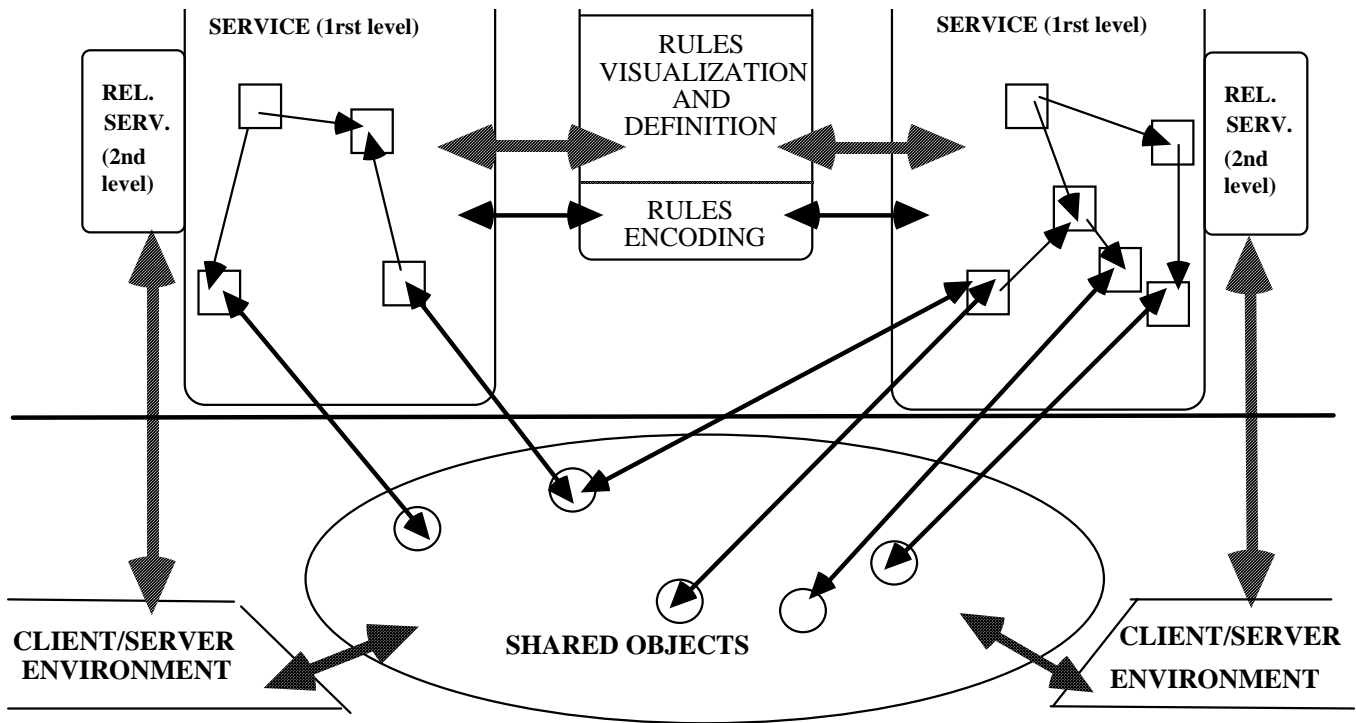 SERVICE (1rst level)
REL.
SERV.
(2nd
level)
RULES
VISUALIZATION
AND
DEFINITION
RULES
ENCODING
SERVICE (1rst level)
REL.
SERV.
(2nd
level)
CLIENT/SERVER
ENVIRONMENT
SHARED OBJECTS
CLIENT/SERVER
ENVIRONMENT